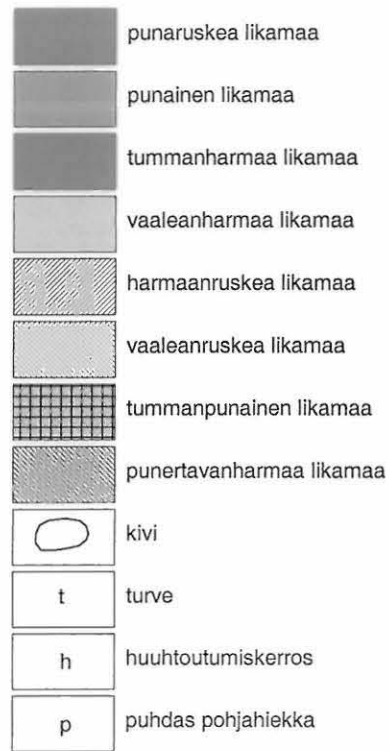 punaruskea likamaa
punainen likamaa
tummanharmaa likamaa
vaaleanharmaa likamaa
harmaanruskea likamaa
vaaleanruskea likamaa
tummanpunainen likamaa
punertavanharmaa likamaa
kivi
t turve
h huuhtoutumiskerros
p puhdas pohjahiekka